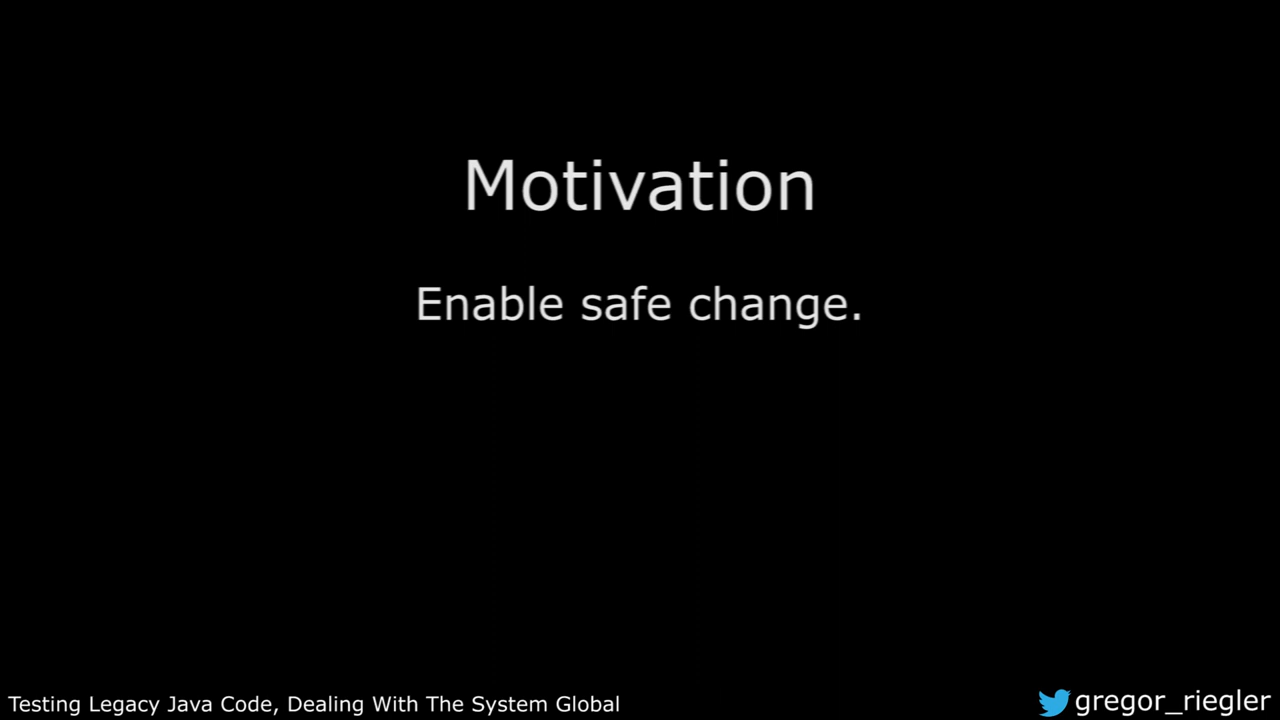 Motivation
Enable safe change.
Testing Legacy Java Code, Dealing With The System Global
gregor_riegler